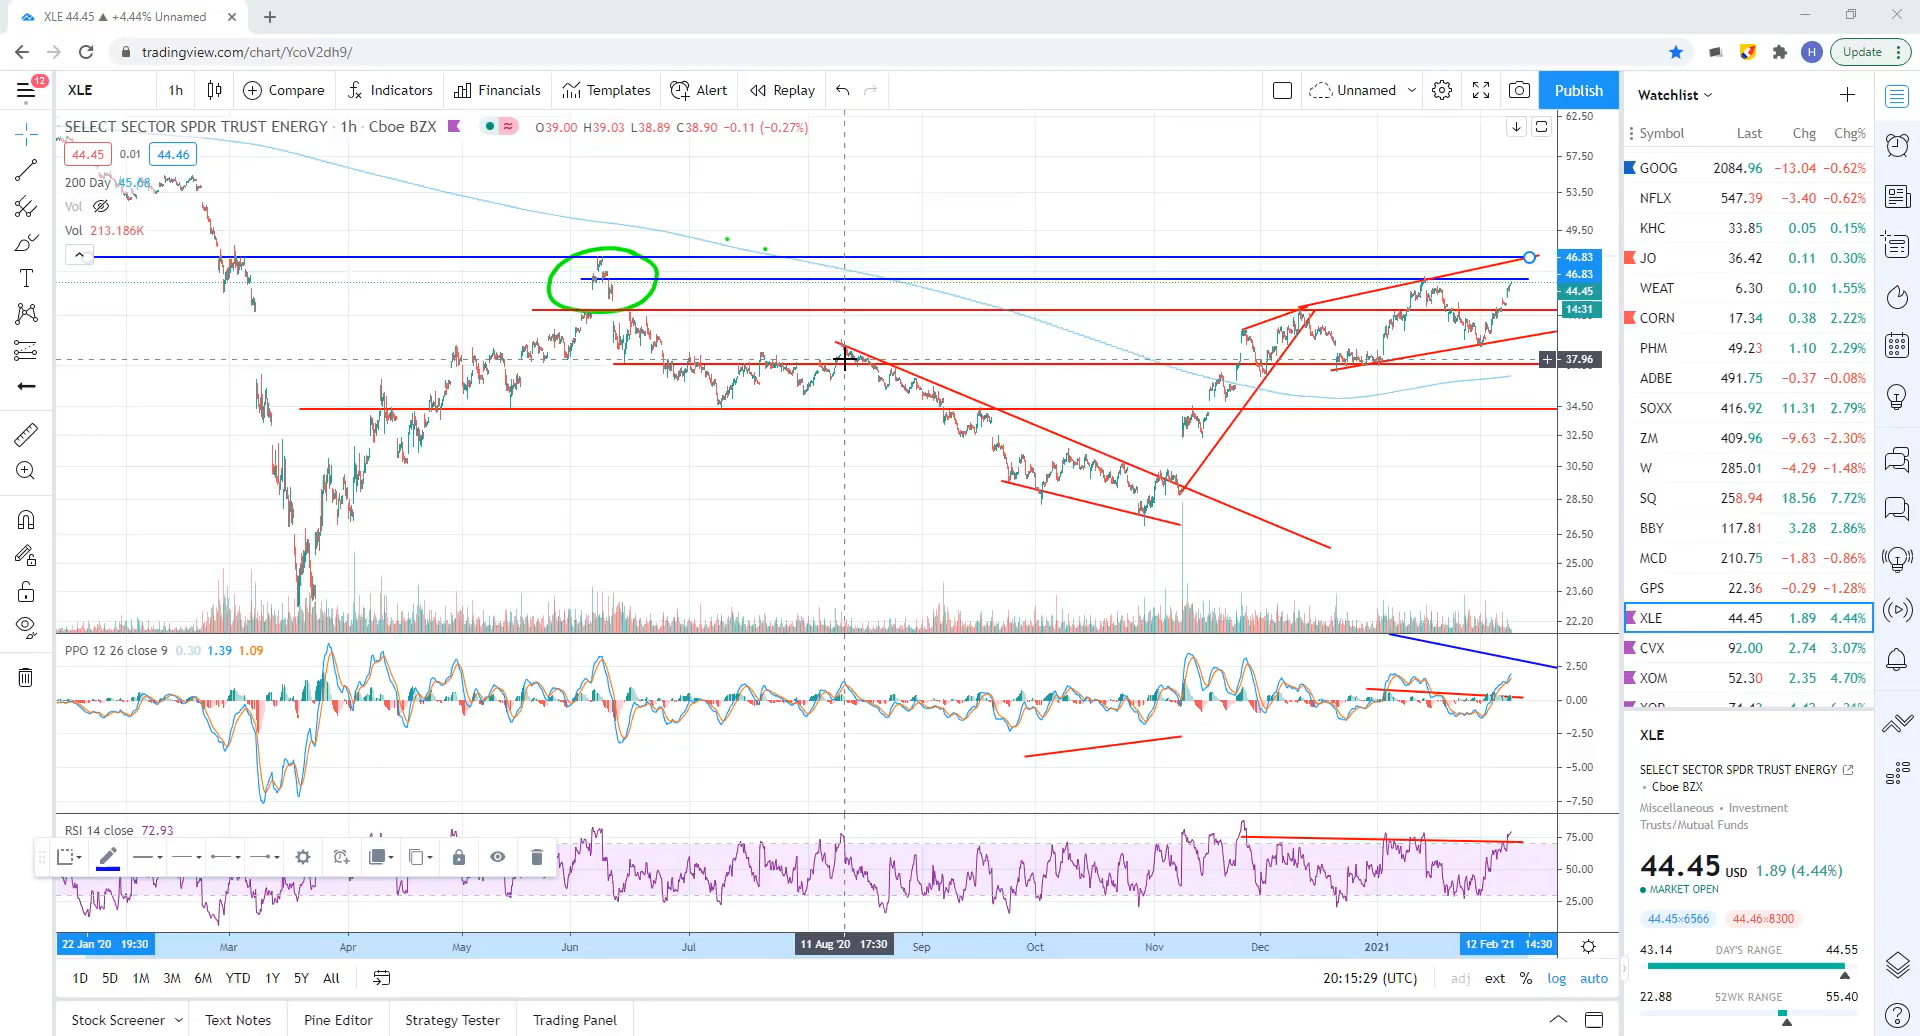 XLE 44.45 ▲ +4.44% Unnamed
tradingview.com/chart/YcoV2dh9/
H
Update
12
XLE
1h
Compare
Indicators
Financials
Templates
Alert
Replay
Unnamed
Publish
SELECT SECTOR SPDR TRUST ENERGY · 1h · Cboe BZX
O39.00 H39.03 L38.89 C38.90 −0.11 (−0.27%)
44.45 0.01 44.46
200 Day 45.68
Vol
Vol 213.186K
62.50
57.50
53.50
49.50
46.83
46.83
44.45
14:31
37.96
34.50
32.50
30.50
28.50
26.50
25.00
23.60
22.20
PPO 12 26 close 9 0.30 1.39 1.09
2.50
0.00
−2.50
−5.00
−7.50
RSI 14 close 72.93
75.00
50.00
25.00
22 Jan '20 19:30
Mar
Apr
May
Jun
Jul
11 Aug '20 17:30
Sep
Oct
Nov
Dec
2021
12 Feb '21 14:30
1D 5D 1M 3M 6M YTD 1Y 5Y All
20:15:29 (UTC)
adj ext % log auto
Stock Screener
Text Notes
Pine Editor
Strategy Tester
Trading Panel
Watchlist
Symbol Last Chg Chg%
GOOG 2084.96 −13.04 −0.62%
NFLX 547.39 −3.40 −0.62%
KHC 33.85 0.05 0.15%
JO 36.42 0.11 0.30%
WEAT 6.30 0.10 1.55%
CORN 17.34 0.38 2.22%
PHM 49.23 1.10 2.29%
ADBE 491.75 −0.37 −0.08%
SOXX 416.92 11.31 2.79%
ZM 409.96 −9.63 −2.30%
W 285.01 −4.29 −1.48%
SQ 258.94 18.56 7.72%
BBY 117.81 3.28 2.86%
MCD 210.75 −1.83 −0.86%
GPS 22.36 −0.29 −1.28%
XLE 44.45 1.89 4.44%
CVX 92.00 2.74 3.07%
XOM 52.30 2.35 4.70%
XLE
SELECT SECTOR SPDR TRUST ENERGY
• Cboe BZX
Miscellaneous • Investment
Trusts/Mutual Funds
44.45 USD 1.89 (4.44%)
MARKET OPEN
44.45×6566 44.46×8300
43.14 DAY'S RANGE 44.55
22.88 52WK RANGE 55.40